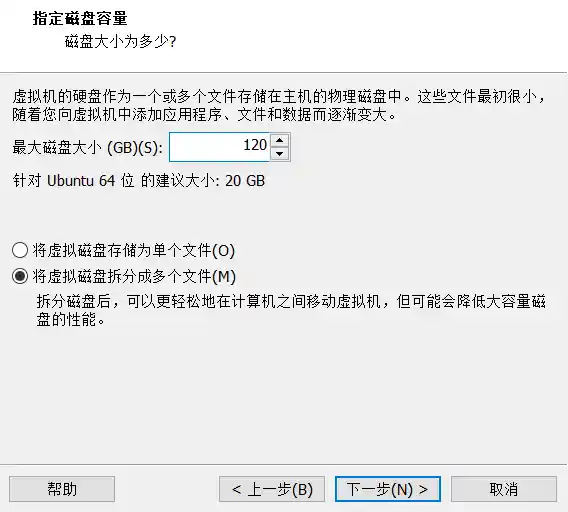 指定磁盘容量
磁盘大小为多少?
虚拟机的硬盘作为一个或多个文件存储在主机的物理磁盘中。这些文件最初很小，
随着您向虚拟机中添加应用程序、文件和数据而逐渐变大。
最大磁盘大小 (GB)(S): 120
针对 Ubuntu 64 位 的建议大小: 20 GB
将虚拟磁盘存储为单个文件(O)
将虚拟磁盘拆分成多个文件(M)
拆分磁盘后，可以更轻松地在计算机之间移动虚拟机，但可能会降低大容量磁
盘的性能。
帮助 < 上一步(B) 下一步(N) > 取消